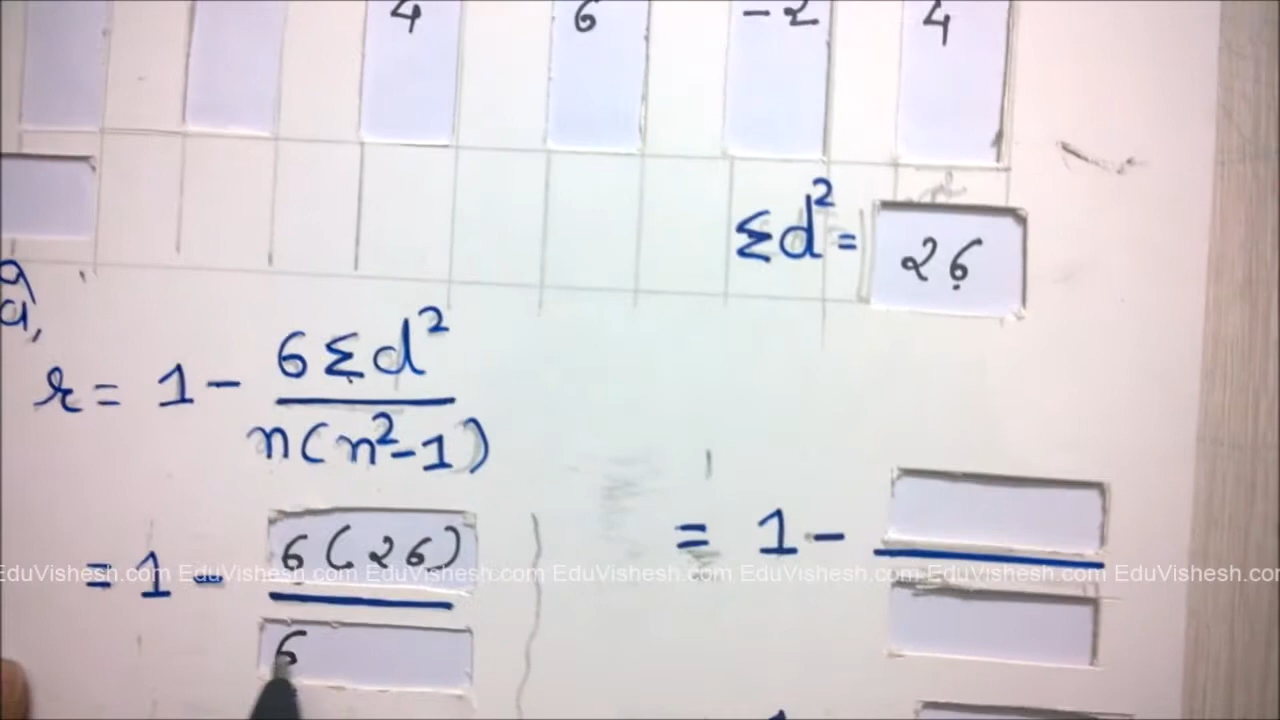 4 6 -2 4
Σd² = 26
r = 1 - 6Σd² / n(n²-1)
= 1 - 6(26) / 6
= 1 -
EduVishesh.com EduVishesh.com EduVishesh.com EduVishesh.com EduVishesh.com EduVishesh.com EduVishesh.com